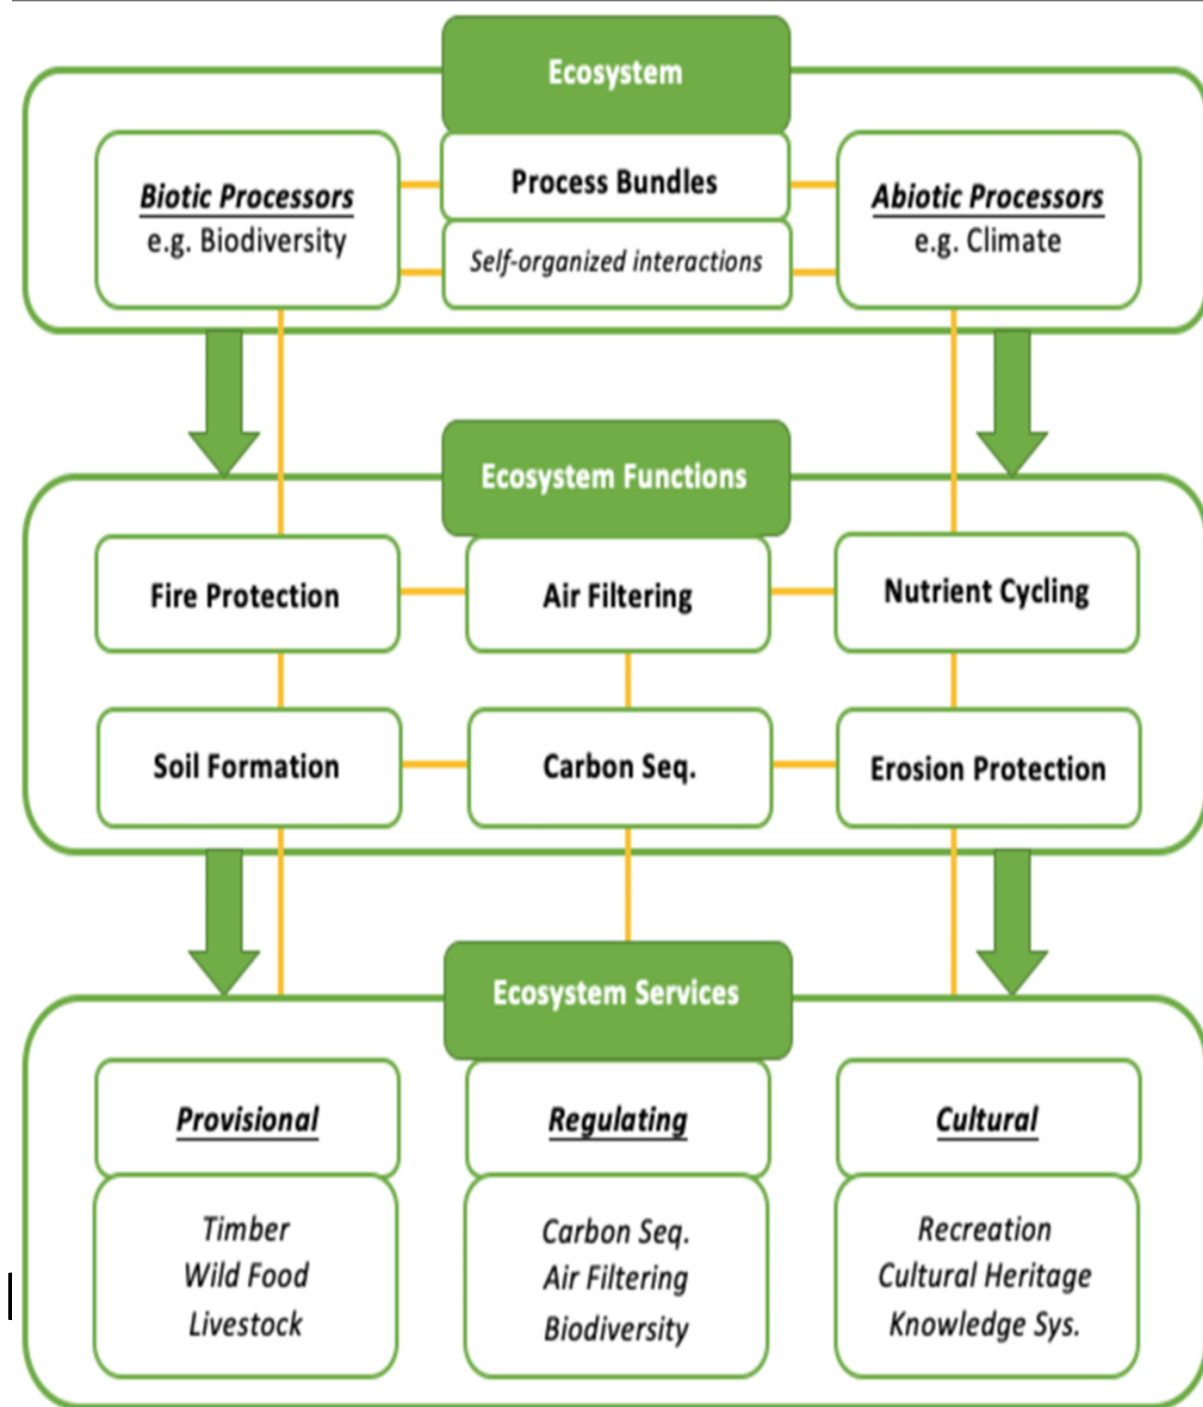 Ecosystem
Biotic Processors
e.g. Biodiversity
Process Bundles
Self-organized interactions
Abiotic Processors
e.g. Climate
Ecosystem Functions
Fire Protection
Air Filtering
Nutrient Cycling
Soil Formation
Carbon Seq.
Erosion Protection
Ecosystem Services
Provisional
Timber
Wild Food
Livestock
Regulating
Carbon Seq.
Air Filtering
Biodiversity
Cultural
Recreation
Cultural Heritage
Knowledge Sys.